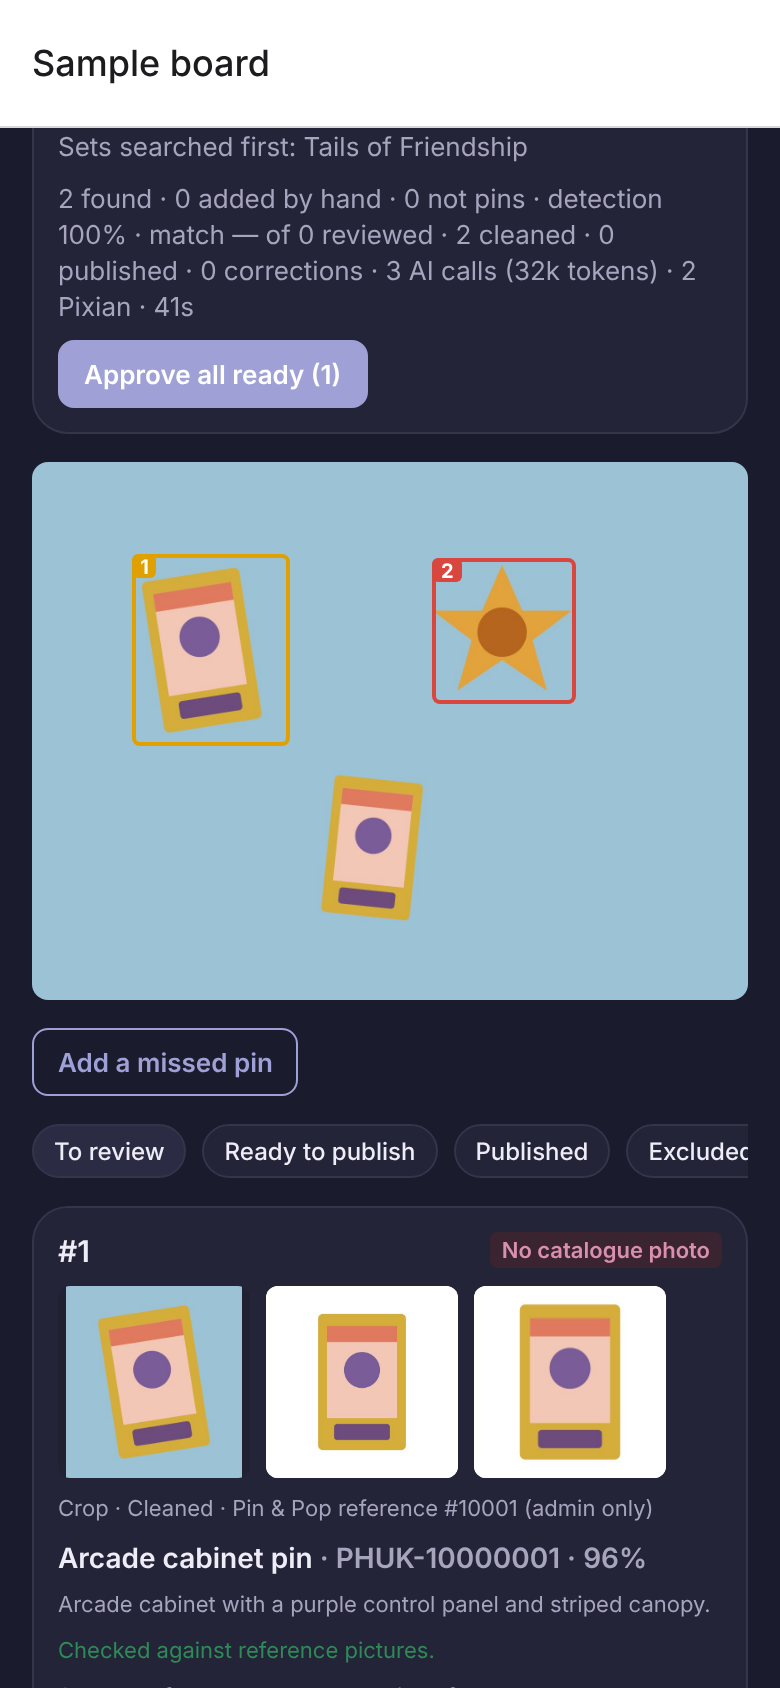 Sample board
Sets searched first: Tails of Friendship
2 found · 0 added by hand · 0 not pins · detection
100% · match — of 0 reviewed · 2 cleaned · 0
published · 0 corrections · 3 AI calls (32k tokens) · 2
Pixian · 41s
Approve all ready (1)
1
2
Add a missed pin
To review
Ready to publish
Published
Excluded
#1
No catalogue photo
Crop · Cleaned · Pin & Pop reference #10001 (admin only)
Arcade cabinet pin · PHUK-10000001 · 96%
Arcade cabinet with a purple control panel and striped canopy.
Checked against reference pictures.